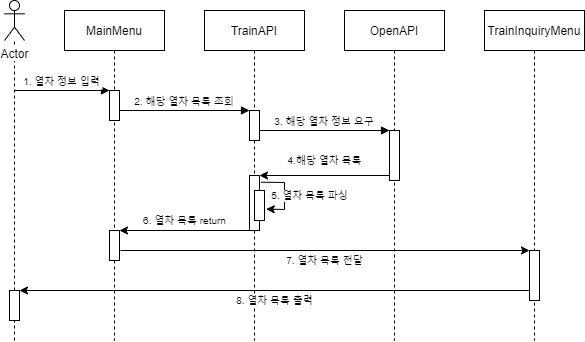 MainMenu
TrainAPI
OpenAPI
TrainInquiryMenu
Actor
1. 열차 정보 입력
2. 해당 열차 목록 조회
3. 해당 열차 정보 요구
4.해당 열차 목록
5. 열차 목록 파싱
6. 열차 목록 return
7. 열차 목록 전달
8. 열차 목록 출력